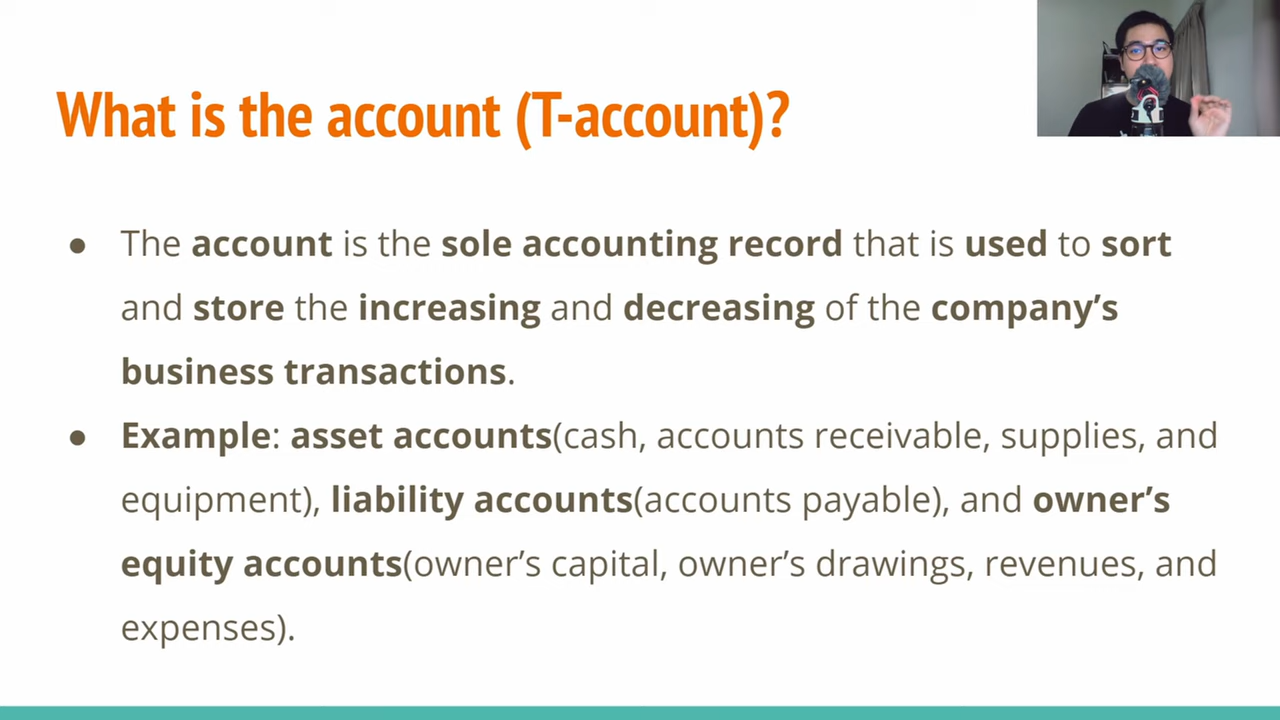 What is the account (T-account)?
● The account is the sole accounting record that is used to sort
and store the increasing and decreasing of the company’s
business transactions.
● Example: asset accounts(cash, accounts receivable, supplies, and
equipment), liability accounts(accounts payable), and owner’s
equity accounts(owner’s capital, owner’s drawings, revenues, and
expenses).